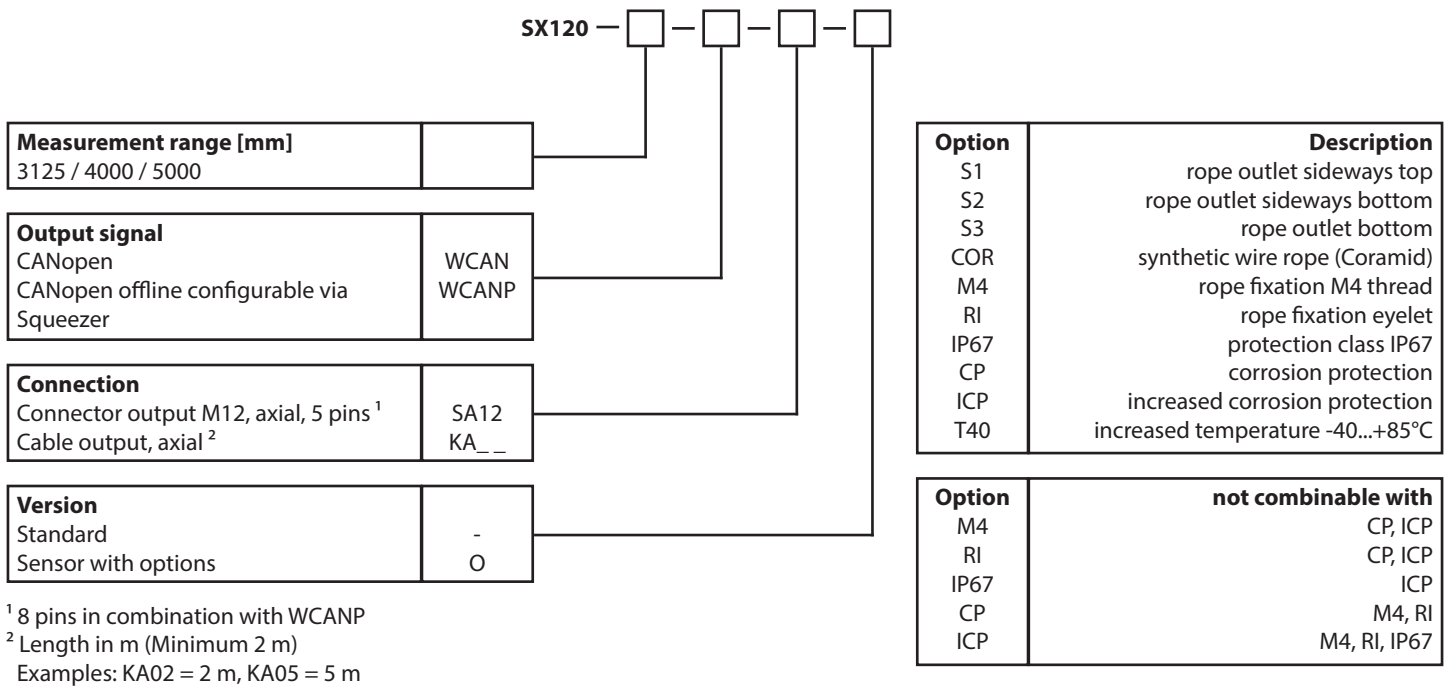 SX120
Measurement range [mm]
3125 / 4000 / 5000
Output signal
CANopen WCAN
CANopen offline configurable via WCANP
Squeezer
Connection
Connector output M12, axial, 5 pins ¹ SA12
Cable output, axial ² KA_ _
Version
Standard -
Sensor with options O
¹ 8 pins in combination with WCANP
² Length in m (Minimum 2 m)
Examples: KA02 = 2 m, KA05 = 5 m
Option Description
S1 rope outlet sideways top
S2 rope outlet sideways bottom
S3 rope outlet bottom
COR synthetic wire rope (Coramid)
M4 rope fixation M4 thread
RI rope fixation eyelet
IP67 protection class IP67
CP corrosion protection
ICP increased corrosion protection
T40 increased temperature -40...+85°C
Option not combinable with
M4 CP, ICP
RI CP, ICP
IP67 ICP
CP M4, RI
ICP M4, RI, IP67